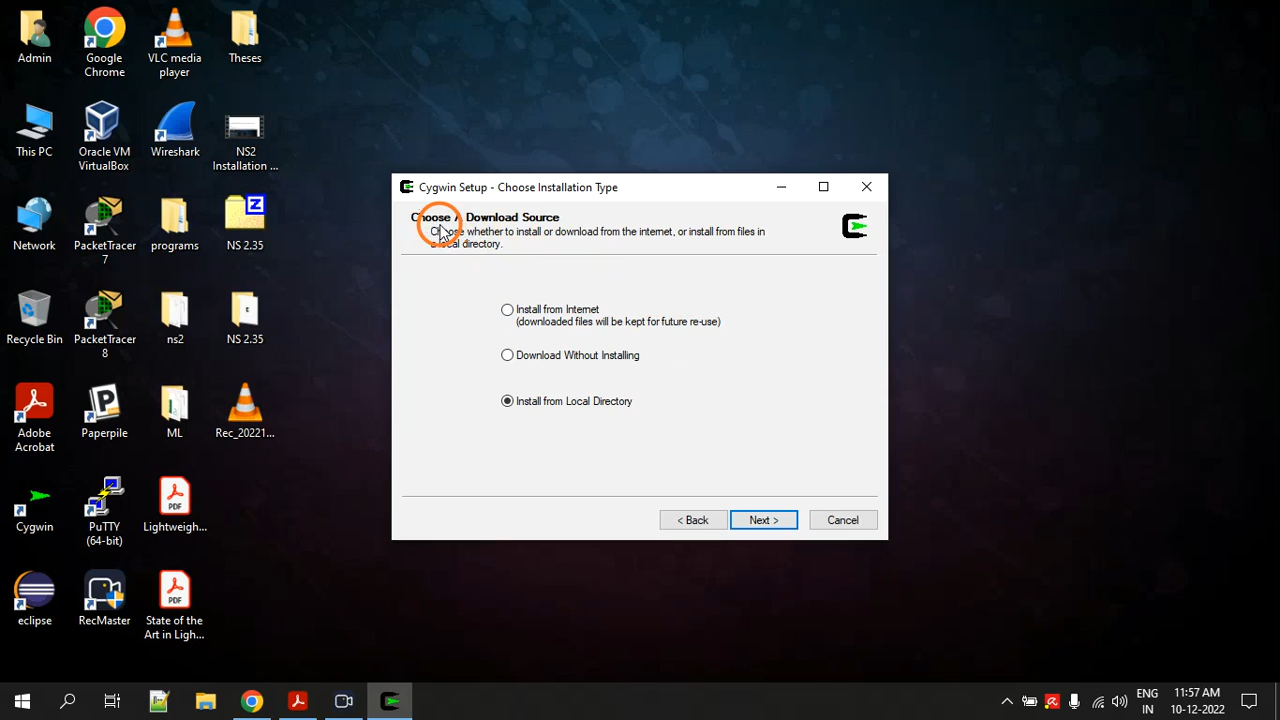 Admin
Google
Chrome
VLC media
player
Theses
This PC
Oracle VM
VirtualBox
Wireshark
NS2
Installation ...
Network
PacketTracer
7
programs
Z
NS 2.35
Recycle Bin
PacketTracer
8
ns2
NS 2.35
Adobe
Acrobat
Paperpile
ML
Rec_20221...
Cygwin
PuTTY
(64-bit)
PDF
Lightweigh...
eclipse
RecMaster
PDF
State of the
Art in Ligh...
Cygwin Setup - Choose Installation Type
Choose A Download Source
Choose whether to install or download from the internet, or install from files in
a local directory.
Install from Internet
(downloaded files will be kept for future re-use)
Download Without Installing
Install from Local Directory
< Back
Next >
Cancel
ENG
IN
11:57 AM
10-12-2022